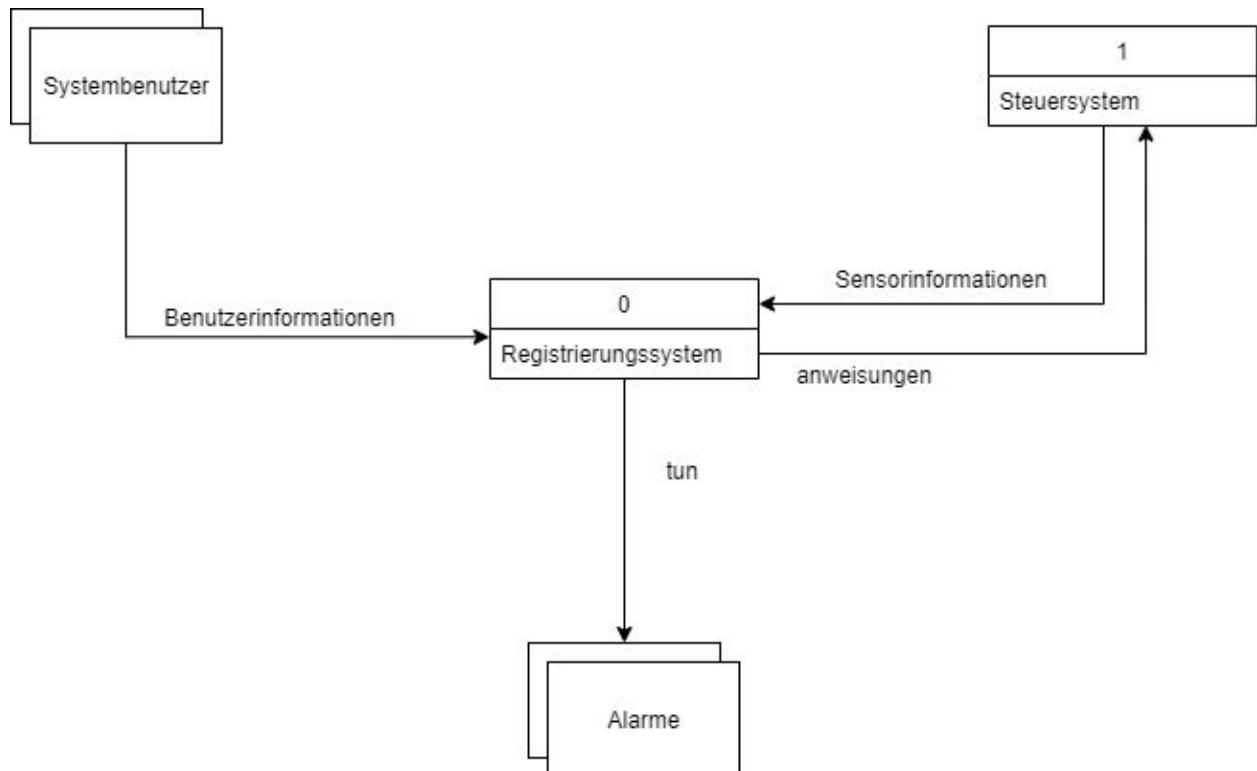 Systembenutzer
1
Steuersystem
Sensorinformationen
0
Benutzerinformationen
Registrierungssystem
anweisungen
tun
Alarme